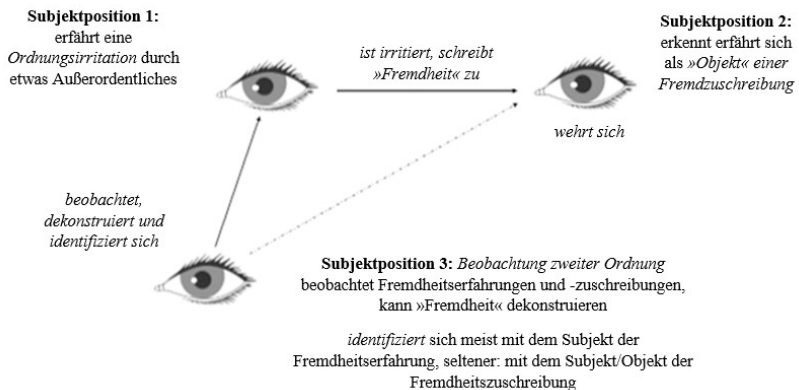 Subjektposition 1:
erfährt eine
Ordnungsirritation durch
etwas Außerordentliches
ist irritiert, schreibt
»Fremdheit« zu
Subjektposition 2:
erkennt erfährt sich
als »Objekt« einer
Fremdzuschreibung
wehrt sich
beobachtet,
dekonstruiert und
identifiziert sich
Subjektposition 3: Beobachtung zweiter Ordnung
beobachtet Fremdheitserfahrungen und -zuschreibungen,
kann »Fremdheit« dekonstruieren
identifiziert sich meist mit dem Subjekt der
Fremdheitserfahrung, seltener: mit dem Subjekt/Objekt der
Fremdheitszuschreibung